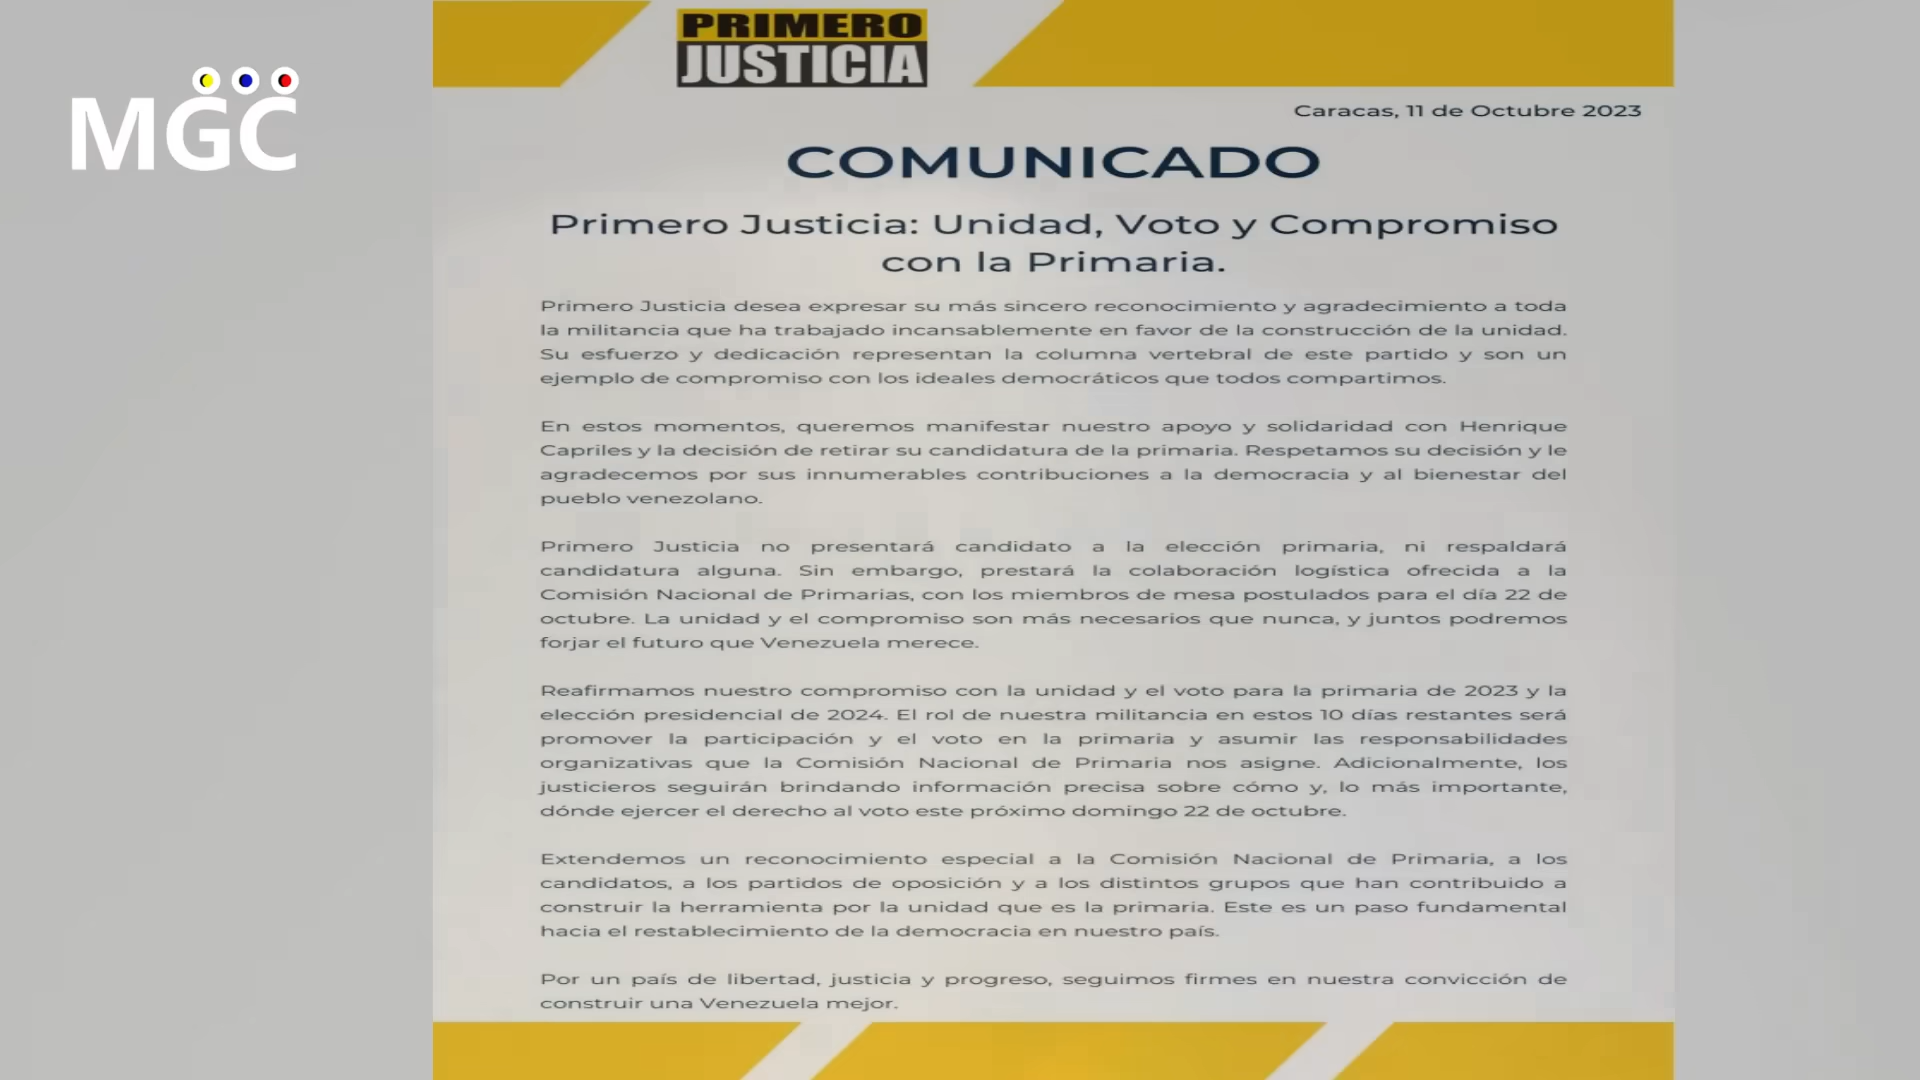 PRIMERO
JUSTICIA
MGC
Caracas, 11 de Octubre 2023
COMUNICADO
Primero Justicia: Unidad, Voto y Compromiso
con la Primaria.
Primero Justicia desea expresar su más sincero reconocimiento y agradecimiento a toda
la militancia que ha trabajado incansablemente en favor de la construcción de la unidad.
Su esfuerzo y dedicación representan la columna vertebral de este partido y son un
ejemplo de compromiso con los ideales democráticos que todos compartimos.
En estos momentos, queremos manifestar nuestro apoyo y solidaridad con Henrique
Capriles y la decisión de retirar su candidatura de la primaria. Respetamos su decisión y le
agradecemos por sus innumerables contribuciones a la democracia y al bienestar del
pueblo venezolano.
Primero Justicia no presentará candidato a la elección primaria, ni respaldará
candidatura alguna. Sin embargo, prestará la colaboración logística ofrecida a la
Comisión Nacional de Primarias, con los miembros de mesa postulados para el día 22 de
octubre. La unidad y el compromiso son más necesarios que nunca, y juntos podremos
forjar el futuro que Venezuela merece.
Reafirmamos nuestro compromiso con la unidad y el voto para la primaria de 2023 y la
elección presidencial de 2024. El rol de nuestra militancia en estos 10 días restantes será
promover la participación y el voto en la primaria y asumir las responsabilidades
organizativas que la Comisión Nacional de Primaria nos asigne. Adicionalmente, los
justicieros seguirán brindando información precisa sobre cómo y, lo más importante,
dónde ejercer el derecho al voto este próximo domingo 22 de octubre.
Extendemos un reconocimiento especial a la Comisión Nacional de Primaria, a los
candidatos, a los partidos de oposición y a los distintos grupos que han contribuido a
construir la herramienta por la unidad que es la primaria. Este es un paso fundamental
hacia el restablecimiento de la democracia en nuestro país.
Por un país de libertad, justicia y progreso, seguimos firmes en nuestra convicción de
construir una Venezuela mejor.